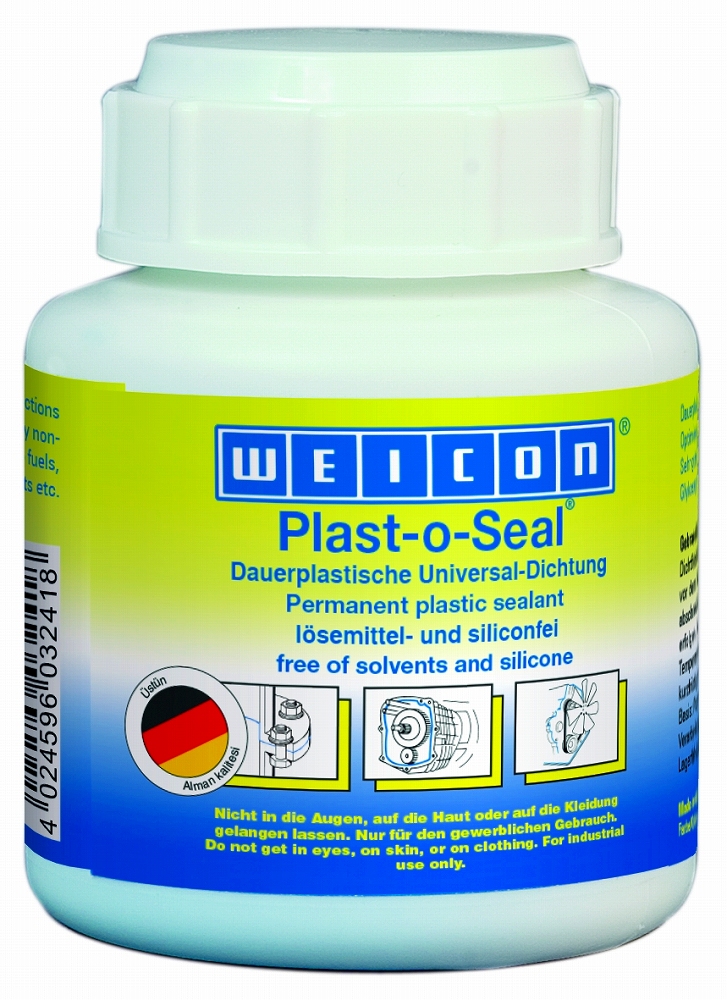 WEICON®
Plast-o-Seal®
Dauerplastische Universal-Dichtung
Permanent plastic sealant
lösemittel- und siliconfei
free of solvents and silicone
Üstün
Alman kalitesi
Nicht in die Augen, auf die Haut oder auf die Kleidung
gelangen lassen. Nur für den gewerblichen Gebrauch.
Do not get in eyes, on skin, or on clothing. For industrial
use only.
fuels,
etc.
4 024596 032418